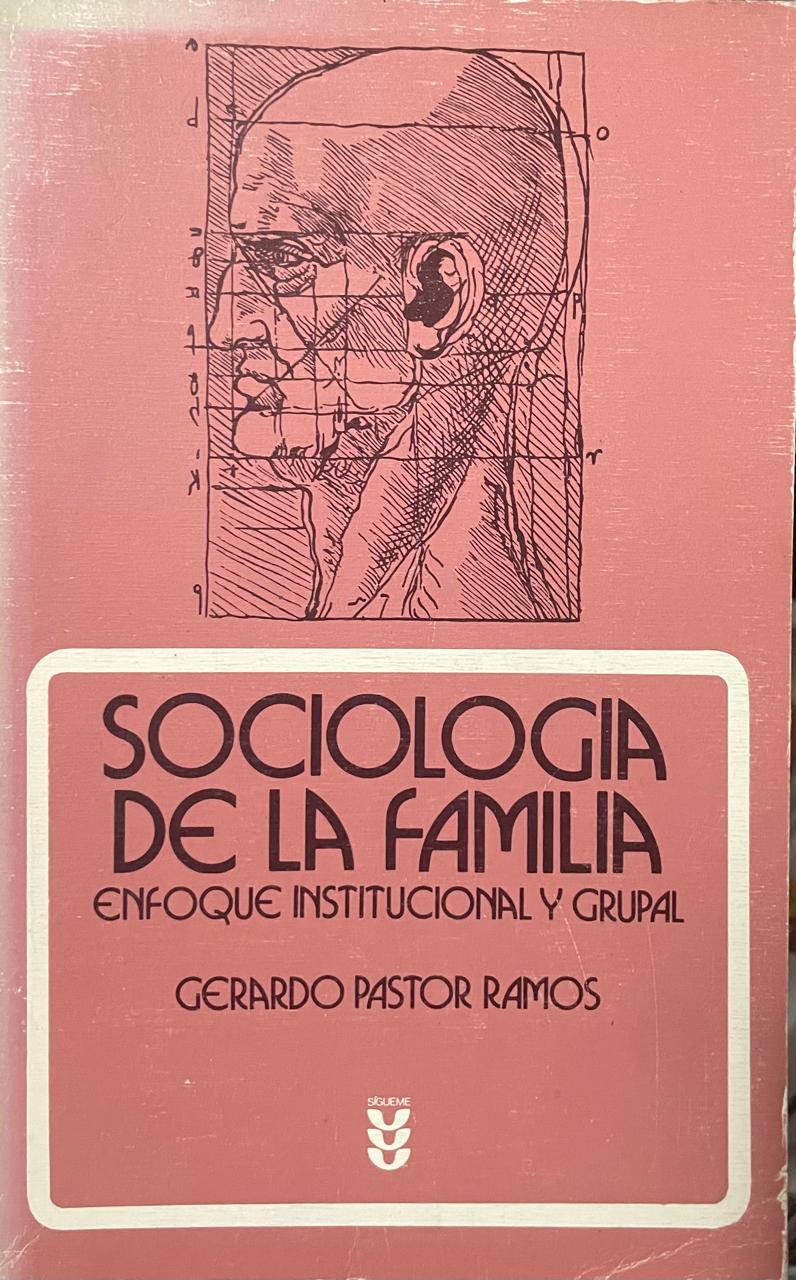 SOCIOLOGIA
DE LA FAMILIA
ENFOQUE INSTITUCIONAL Y GRUPAL
GERARDO PASTOR RAMOS
SÍGUEME